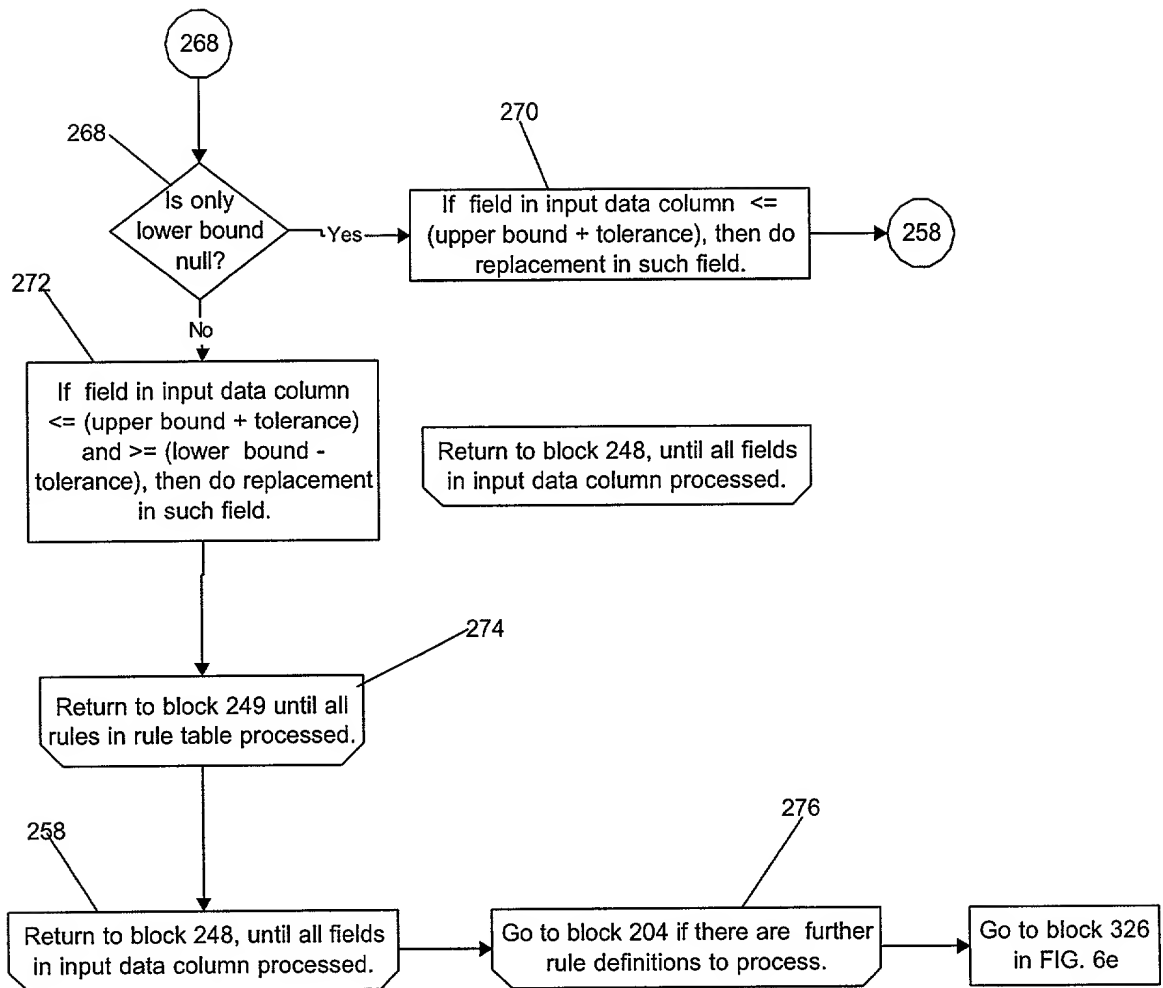 268
268
Is only
lower bound
null?
Yes
270
If field in input data column <=
(upper bound + tolerance), then do
replacement in such field.
258
No
272
If field in input data column
<= (upper bound + tolerance)
and >= (lower bound -
tolerance), then do replacement
in such field.
Return to block 248, until all fields
in input data column processed.
274
Return to block 249 until all
rules in rule table processed.
258
Return to block 248, until all fields
in input data column processed.
276
Go to block 204 if there are further
rule definitions to process.
Go to block 326
in FIG. 6e